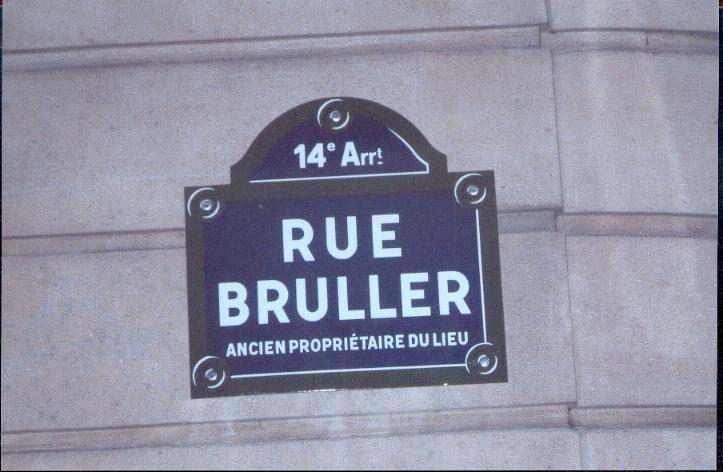 14e Arrt
RUE
BRULLER
ANCIEN PROPRIÉTAIRE DU LIEU